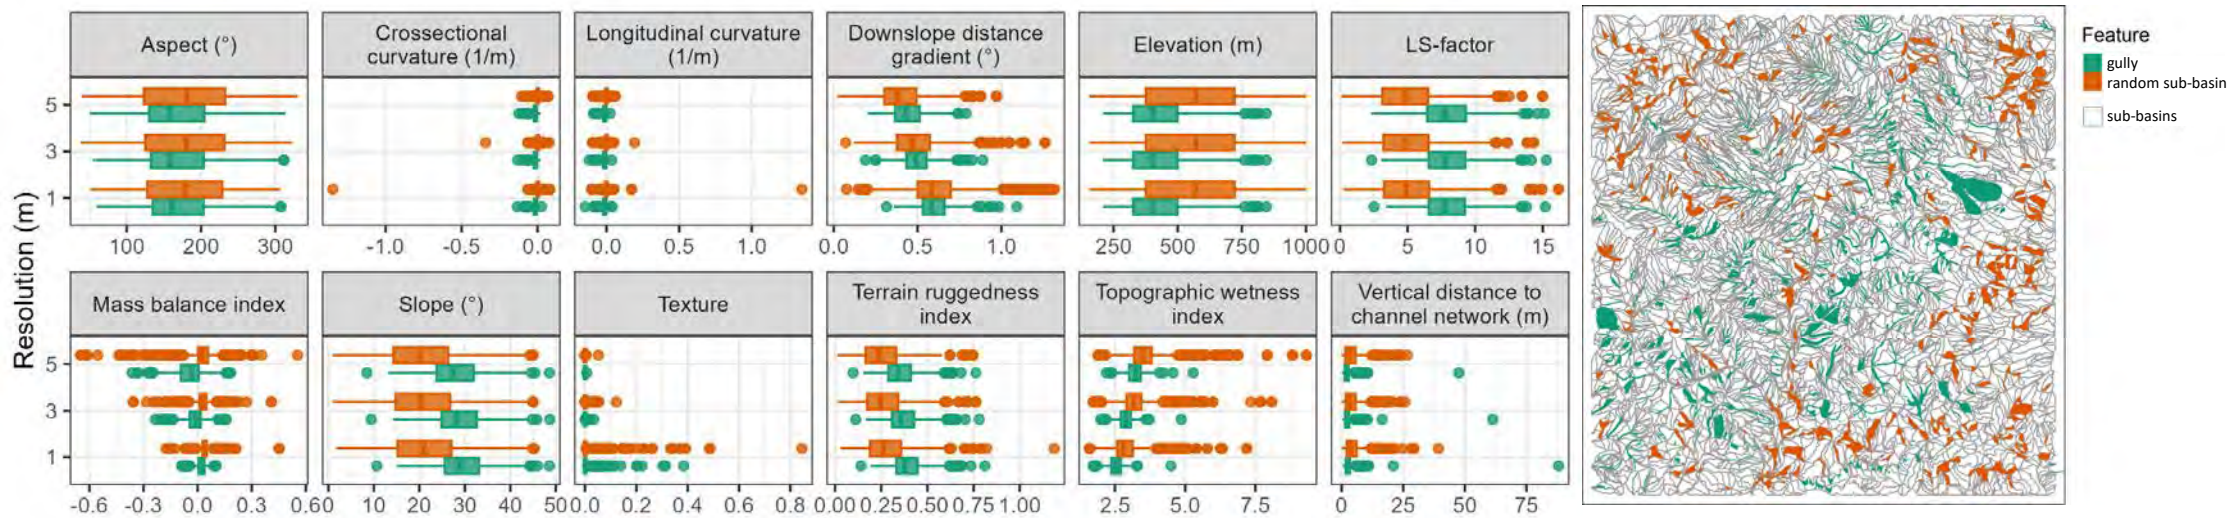 Aspect (°)
Crossectional
curvature (1/m)
Longitudinal curvature
(1/m)
Downslope distance
gradient (°)
Elevation (m)
LS-factor
5
3
1
100 200 300
-1.0 -0.5 0.0
0.0 0.5 1.0
0.0 0.5 1.0
250 500 750 1000
0 5 10 15
Mass balance index
Slope (°)
Texture
Terrain ruggedness
index
Topographic wetness
index
Vertical distance to
channel network (m)
5
3
1
-0.6 -0.3 0.0 0.3 0.6
0 10 20 30 40 50
0.0 0.2 0.4 0.6 0.8
0.00 0.25 0.50 0.75 1.00
2.5 5.0 7.5
0 25 50 75
Resolution (m)
Feature
gully
random sub-basin
sub-basins